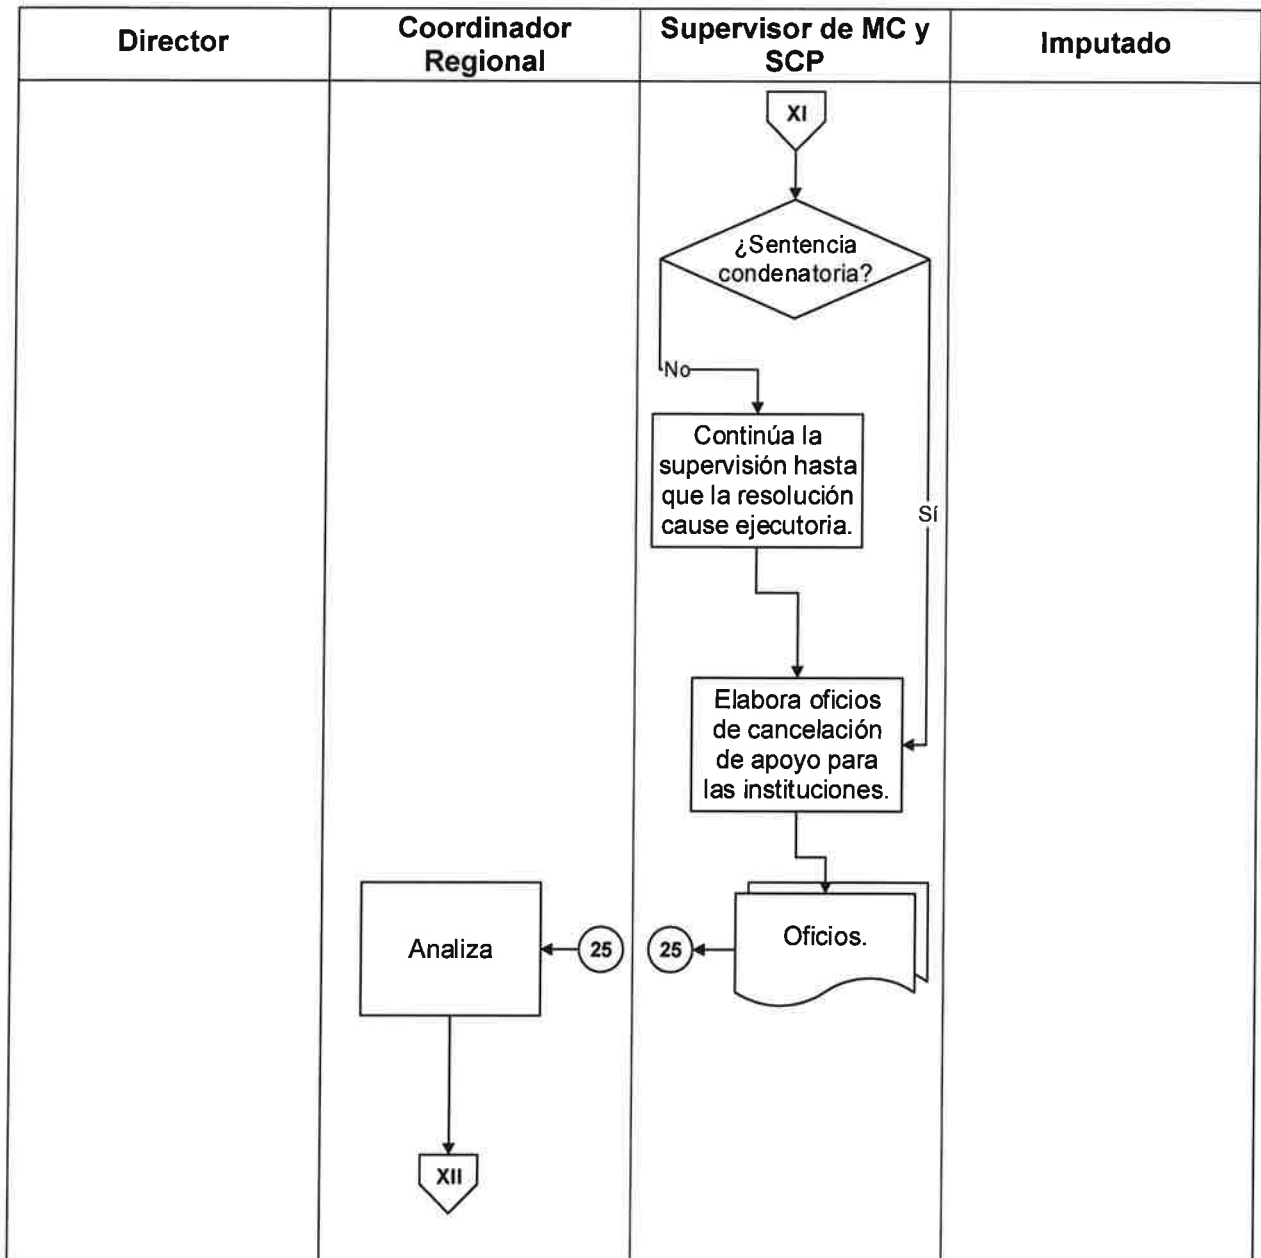 Director
Coordinador
Regional
Supervisor de MC y
SCP
Imputado
XI
¿Sentencia
condenatoria?
No
Continúa la
supervisión hasta
que la resolución
cause ejecutoria.
Sí
Elabora oficios
de cancelación
de apoyo para
las instituciones.
Analiza
25
25
Oficios.
XII